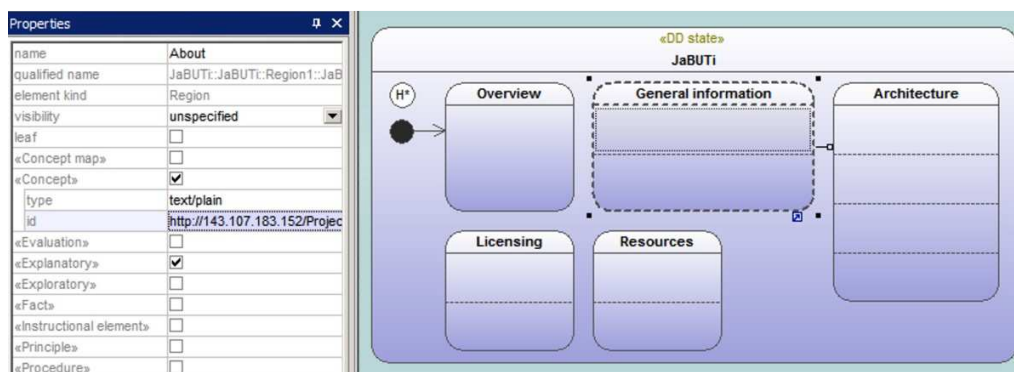 Properties
name About
qualified name JaBUTi::JaBUTi::Region1::JaB
element kind Region
visibility unspecified
leaf
«Concept map»
«Concept»
type text/plain
id http://143.107.183.152/Projec
«Evaluation»
«Explanatory»
«Exploratory»
«Fact»
«Instructional element»
«Principle»
«Procedure»
«DD state»
JaBUTi
H*
Overview
General information
Architecture
Licensing
Resources